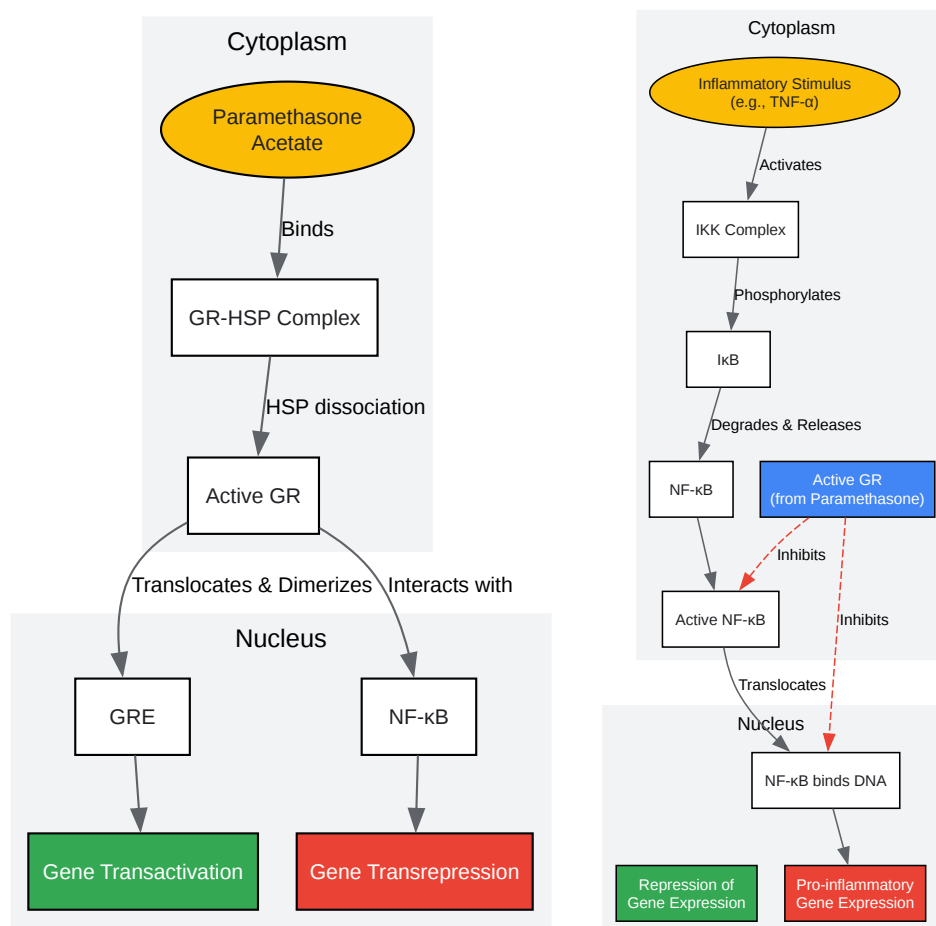 Cytoplasm
Paramethasone
Acetate
Binds
GR-HSP Complex
HSP dissociation
Active GR
Translocates & Dimerizes
Interacts with
Nucleus
GRE
NF-κB
Gene Transactivation
Gene Transrepression
Cytoplasm
Inflammatory Stimulus
(e.g., TNF-α)
Activates
IKK Complex
Phosphorylates
IκB
Degrades & Releases
NF-κB
Active GR
(from Paramethasone)
Inhibits
Active NF-κB
Inhibits
Translocates
Nucleus
NF-κB binds DNA
Repression of
Gene Expression
Pro-inflammatory
Gene Expression